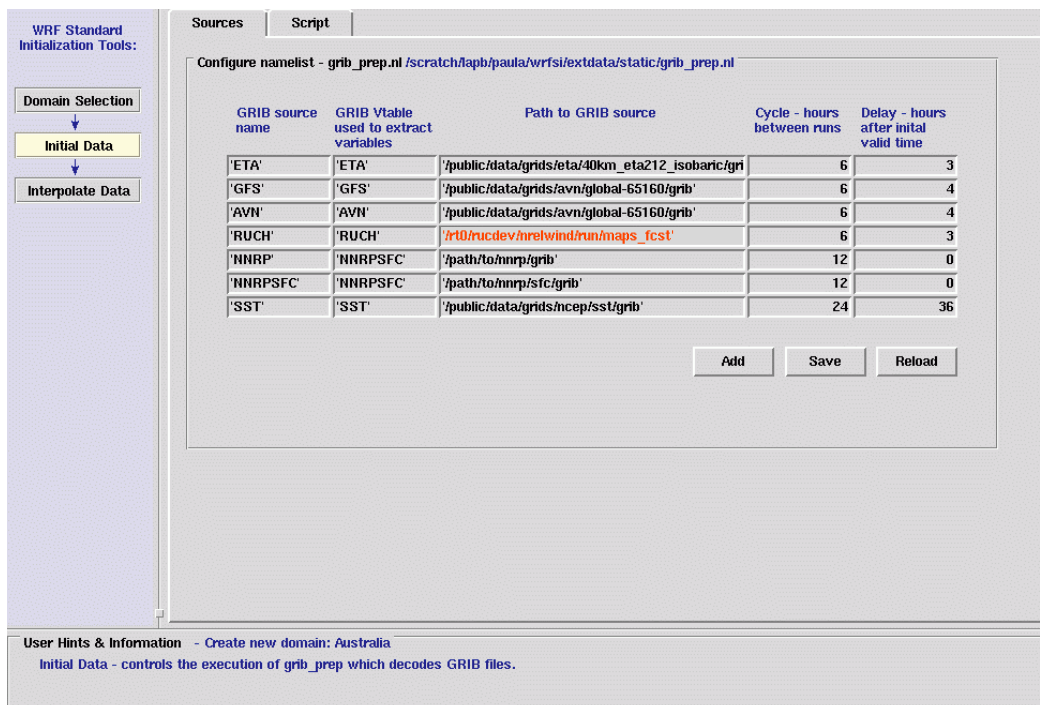 WRF Standard
Initialization Tools:
Domain Selection
Initial Data
Interpolate Data
Sources Script
Configure namelist - grib_prep.nl /scratch/lapb/paula/wrfsi/extdata/static/grib_prep.nl
GRIB source name GRIB Vtable used to extract variables Path to GRIB source Cycle - hours between runs Delay - hours after inital valid time
'ETA' 'ETA' '/public/data/grids/eta/40km_eta212_isobaric/gri 6 3
'GFS' 'GFS' '/public/data/grids/avn/global-65160/grib' 6 4
'AVN' 'AVN' '/public/data/grids/avn/global-65160/grib' 6 4
'RUCH' 'RUCH' '/rt0/rucdev/nrelwind/run/maps_fcst' 6 3
'NNRP' 'NNRPSFC' '/path/to/nnrp/grib' 12 0
'NNRPSFC' 'NNRPSFC' '/path/to/nnrp/sfc/grib' 12 0
'SST' 'SST' '/public/data/grids/ncep/sst/grib' 24 36
Add Save Reload
User Hints & Information - Create new domain: Australia
Initial Data - controls the execution of grib_prep which decodes GRIB files.